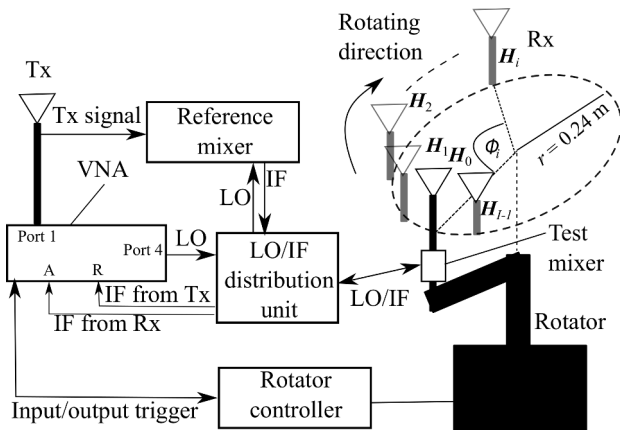 Tx
Tx signal
VNA
Port 1
Port 4
A
R
LO
IF from Tx
IF from Rx
Input/output trigger
Reference
mixer
LO
IF
LO/IF
distribution
unit
Rotator
controller
LO/IF
Rotating
direction
Rx
H_i
H_2
H_1
H_0
H_{I-1}
Φ_i
r = 0.24 m
Test
mixer
Rotator